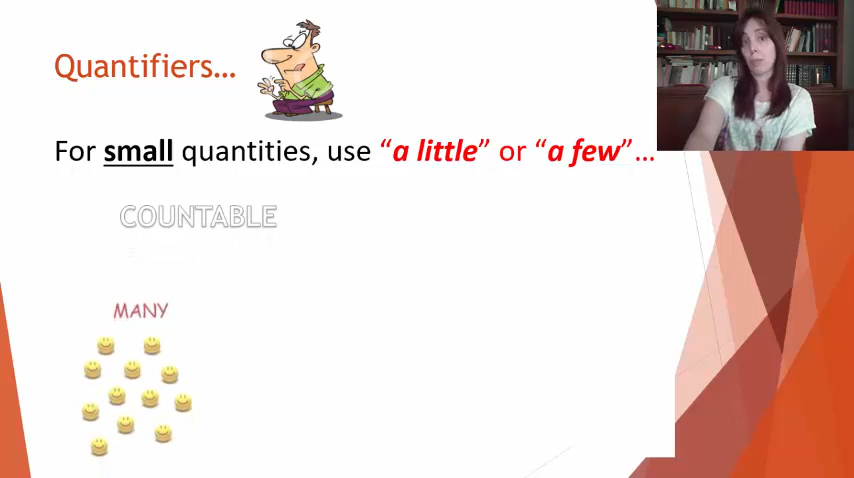 Quantifiers…
For small quantities, use “a little” or “a few”…
COUNTABLE
MANY